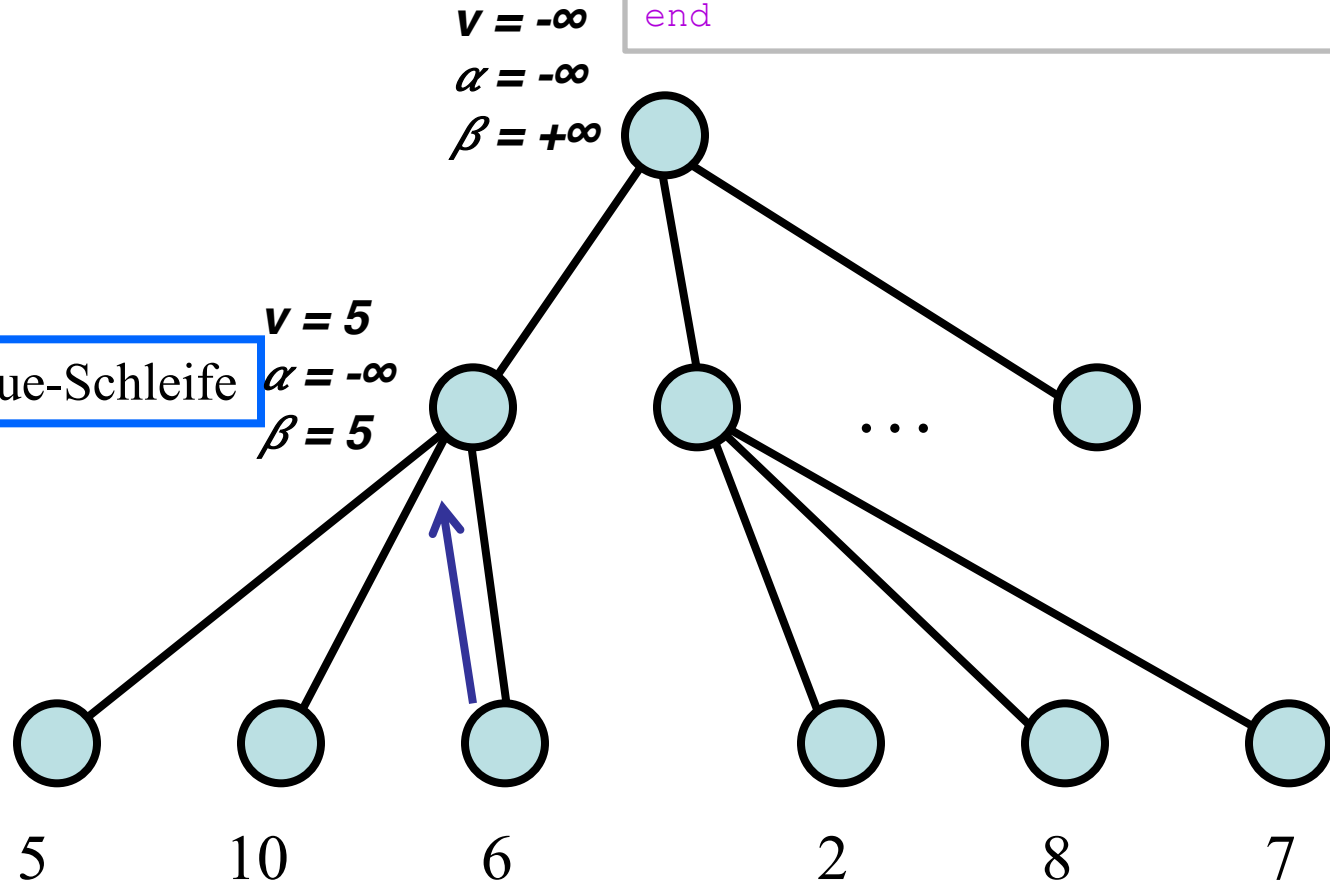 v = -∞
end
α = -∞
β = +∞
v = 5
ue-Schleife
α = -∞
β = 5
...
5 10 6 2 8 7